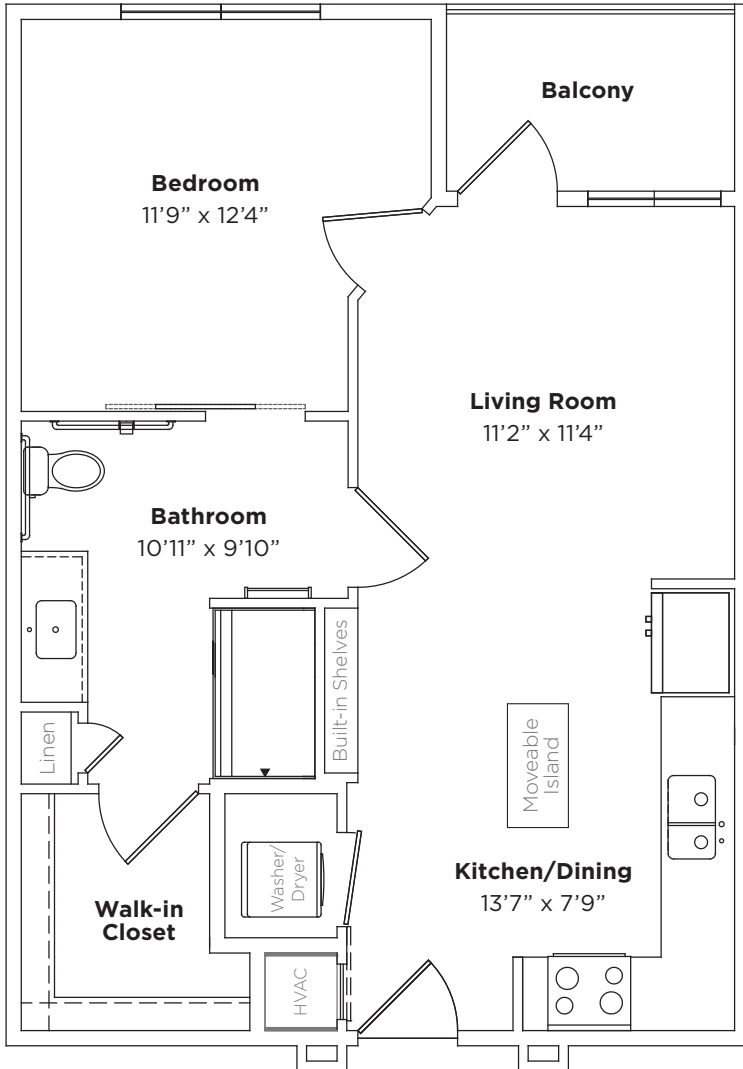 Balcony
Bedroom
11’9” x 12’4”
Living Room
11’2” x 11’4”
Bathroom
10’11” x 9’10”
Built-in Shelves
Linen
Moveable
Island
Washer/
Dryer
Kitchen/Dining
13’7” x 7’9”
Walk-in
Closet
HVAC